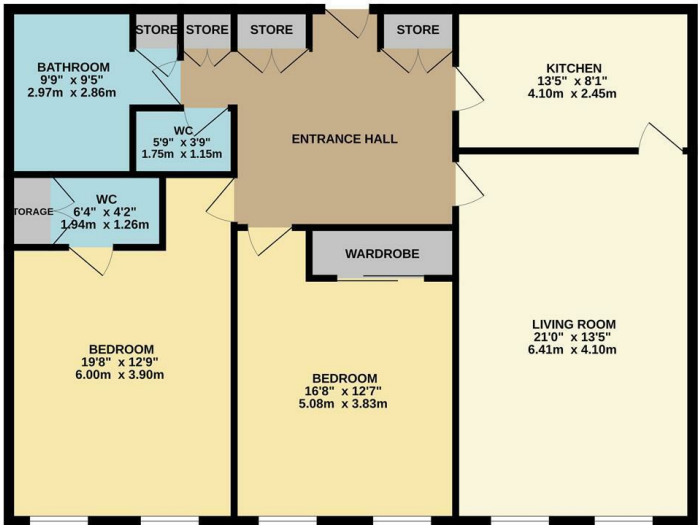 STORE
STORE
STORE
STORE
BATHROOM
9'9" x 9'5"
2.97m x 2.86m
KITCHEN
13'5" x 8'1"
4.10m x 2.45m
WC
5'9" x 3'9"
1.75m x 1.15m
ENTRANCE HALL
TORAGE
WC
6'4" x 4'2"
1.94m x 1.26m
WARDROBE
BEDROOM
19'8" x 12'9"
6.00m x 3.90m
BEDROOM
16'8" x 12'7"
5.08m x 3.83m
LIVING ROOM
21'0" x 13'5"
6.41m x 4.10m